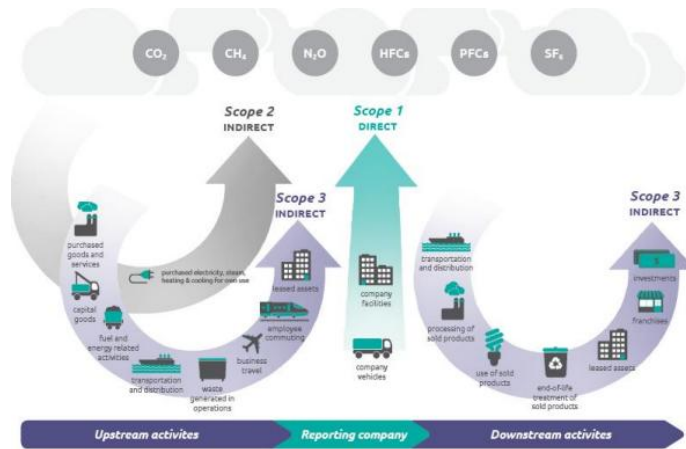 CO₂
CH₄
N₂O
HFCs
PFCs
SF₆
Scope 2
INDIRECT
Scope 1
DIRECT
Scope 3
INDIRECT
Scope 3
INDIRECT
purchased
goods and
services
capital
goods
fuel and
energy related
activities
transportation
and distribution
waste
generated in
operations
business
travel
employee
commuting
leased assets
purchased electricity, steam,
heating & cooling for own use
company
facilities
company
vehicles
transportation
and distribution
processing of
sold products
use of sold
products
end-of-life
treatment of
sold products
leased assets
franchises
investments
Upstream activites
Reporting company
Downstream activites